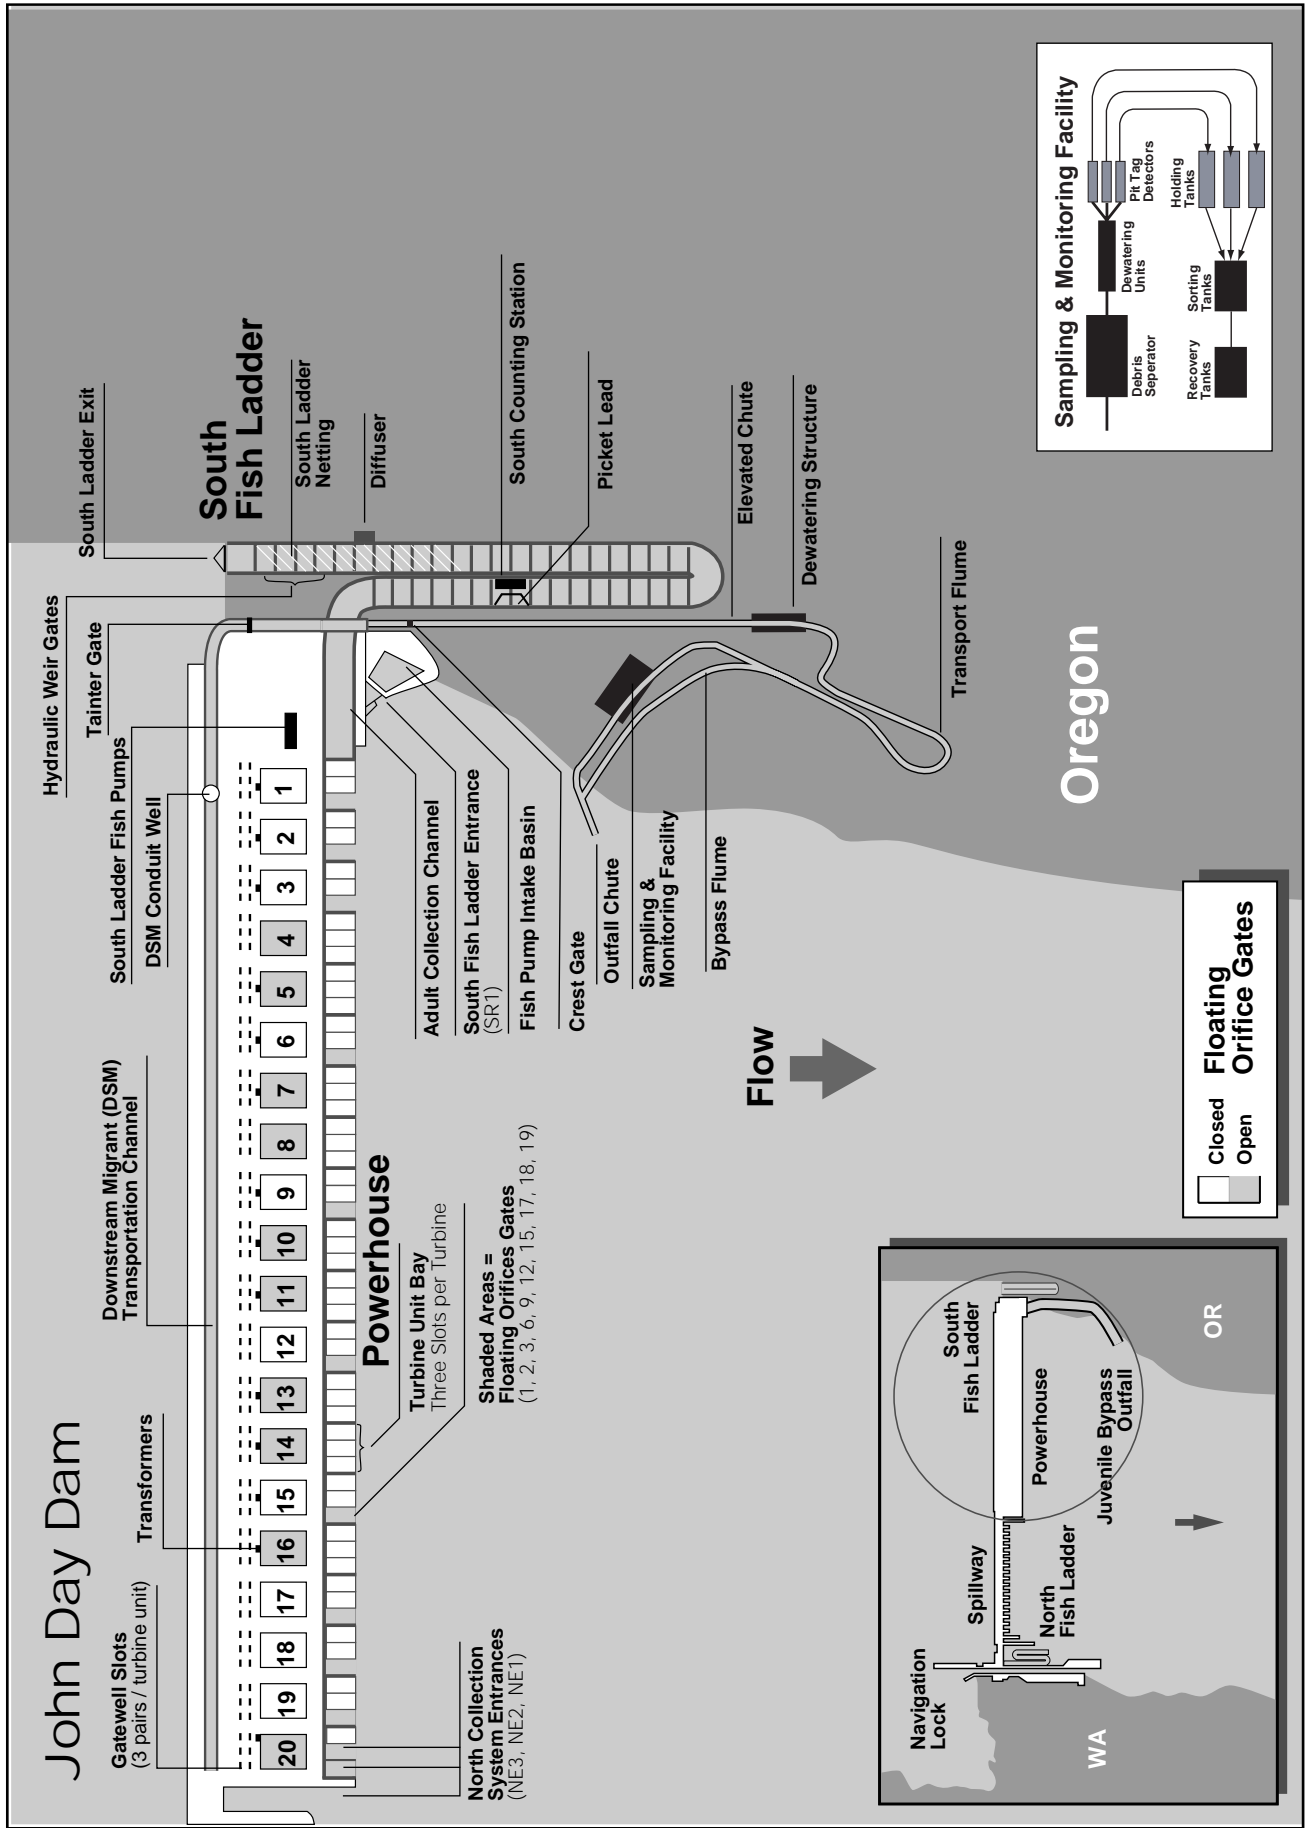 John Day Dam
Gatewell Slots
(3 pairs / turbine unit)
Transformers
Downstream Migrant (DSM)
Transportation Channel
South Ladder Fish Pumps
DSM Conduit Well
Hydraulic Weir Gates
Tainter Gate
South Ladder Exit
South
Fish Ladder
South Ladder
Netting
Diffuser
South Counting Station
Picket Lead
Elevated Chute
Dewatering Structure
Transport Flume
20
19
18
17
16
15
14
13
12
11
10
9
8
7
6
5
4
3
2
1
Powerhouse
Turbine Unit Bay
Three Slots per Turbine
Shaded Areas =
Floating Orifices Gates
(1, 2, 3, 6, 9, 12, 15, 17, 18, 19)
North Collection
System Entrances
(NE3, NE2, NE1)
Adult Collection Channel
South Fish Ladder Entrance
(SR1)
Fish Pump Intake Basin
Crest Gate
Outfall Chute
Sampling &
Monitoring Facility
Bypass Flume
Flow
Oregon
Navigation
Lock
Spillway
North
Fish Ladder
South
Fish Ladder
Powerhouse
Juvenile Bypass
Outfall
WA
OR
Closed
Open
Floating
Orifice Gates
Sampling & Monitoring Facility
Debris
Seperator
Dewatering
Units
Pit Tag
Detectors
Recovery
Tanks
Sorting
Tanks
Holding
Tanks